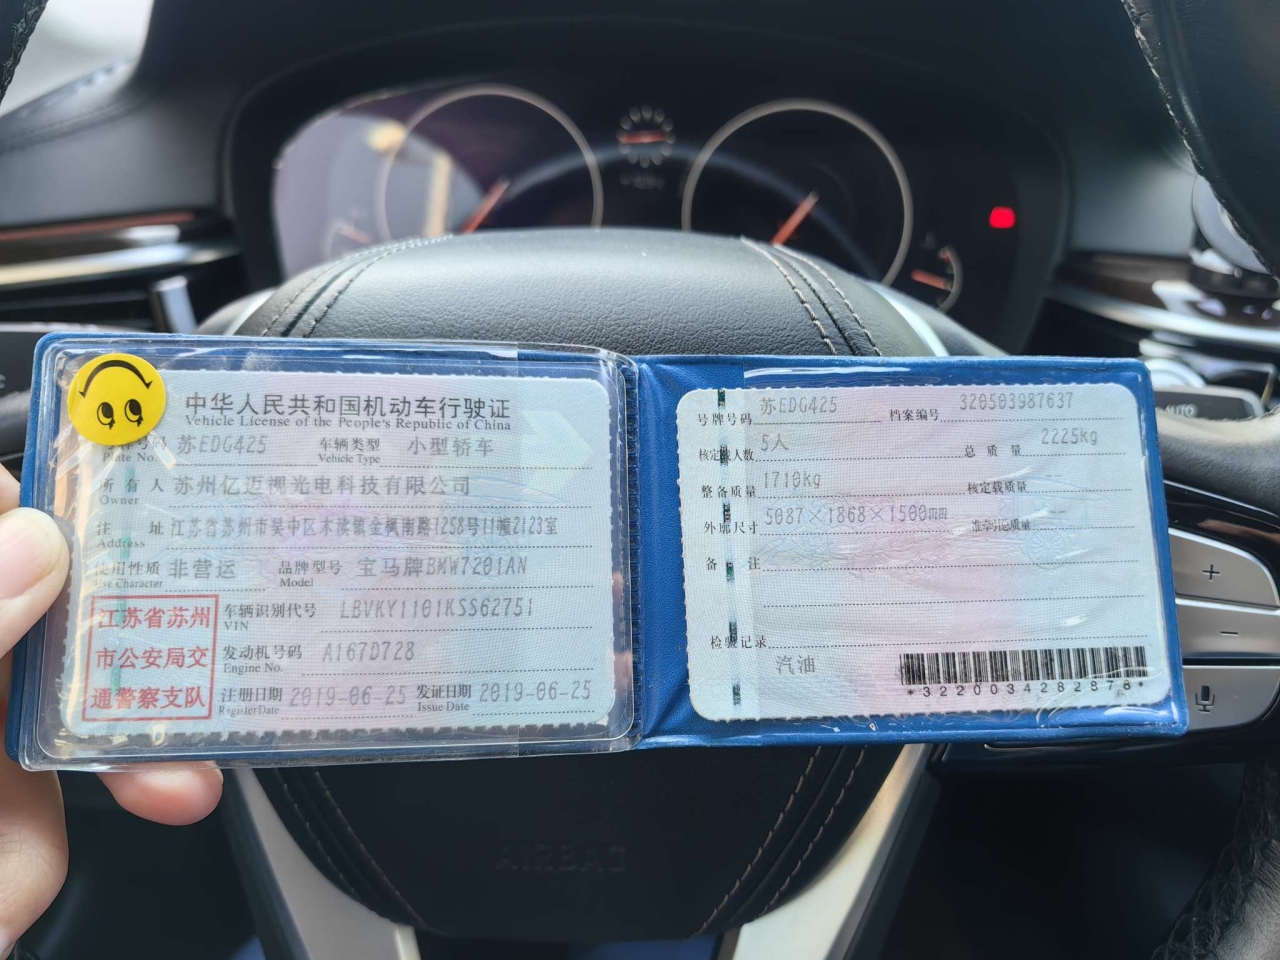 中华人民共和国机动车行驶证
Vehicle License of the People's Republic of China
号码 苏EDG425 车辆类型 小型轿车
Plate No. Vehicle Type
所有人 苏州亿迈视光电科技有限公司
Owner
住址 江苏省苏州市吴中区木渎镇金枫南路1258号11幢2123室
Address
使用性质 非营运 品牌型号 宝马牌BMW7201AN
Use Character Model
江苏省苏州
市公安局交
通警察支队
车辆识别代号 LBVKY1101KSS62751
VIN
发动机号码 A167D728
Engine No.
注册日期 2019-06-25 发证日期 2019-06-25
Register Date Issue Date
号牌号码 苏EDG425 档案编号 320503987637
核定载人数 5人 总质量 2225kg
整备质量 1710kg 核定载质量
外廓尺寸 5087×1868×1500mm 准牵引总质量
备注
检验记录
汽油
*3220034282878*
AIRBAG
AUTO
+
−